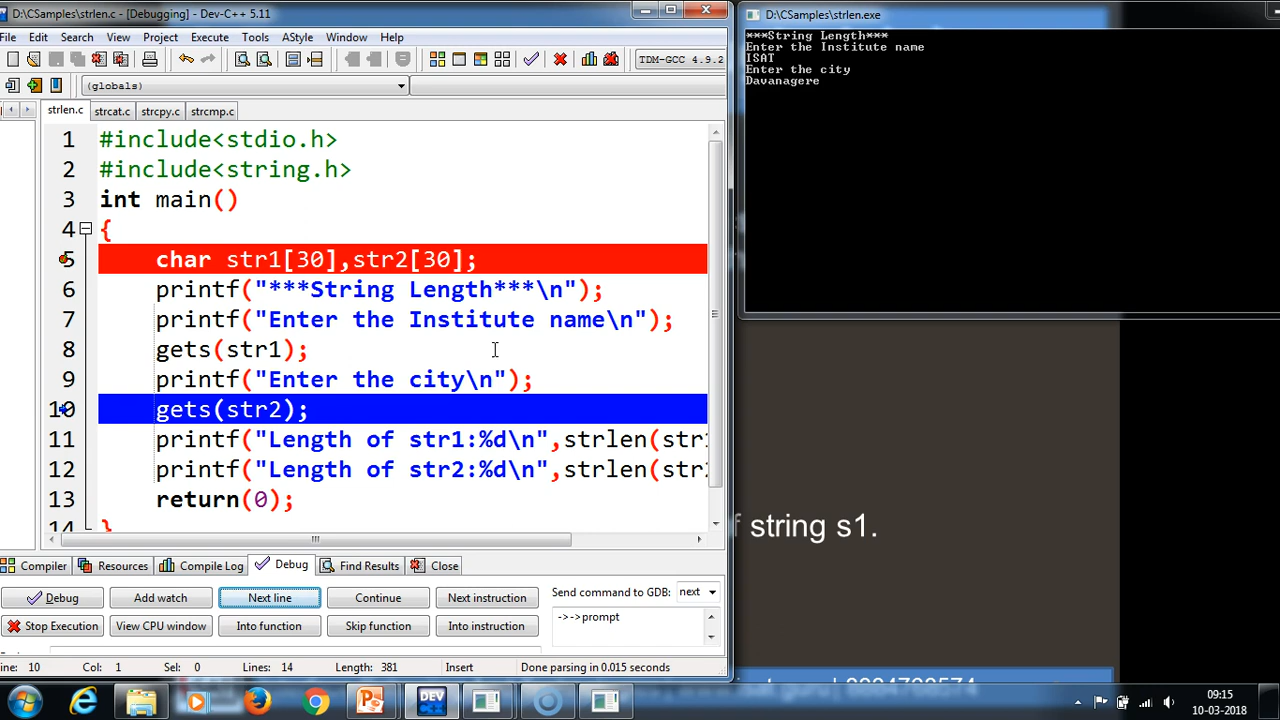 D:\CSamples\strlen.c - [Debugging] - Dev-C++ 5.11
File Edit Search View Project Execute Tools AStyle Window Help
TDM-GCC 4.9.2
(globals)
strlen.c strcat.c strcpy.c strcmp.c
1 #include<stdio.h>
2 #include<string.h>
3 int main()
4 {
5 char str1[30],str2[30];
6 printf("***String Length***\n");
7 printf("Enter the Institute name\n");
8 gets(str1);
9 printf("Enter the city\n");
10 gets(str2);
11 printf("Length of str1:%d\n",strlen(str1
12 printf("Length of str2:%d\n",strlen(str2
13 return(0);
14 }
Compiler Resources Compile Log Debug Find Results Close
Debug Add watch Next line Continue Next instruction
Stop Execution View CPU window Into function Skip function Into instruction
Send command to GDB: next
->->prompt
ine: 10 Col: 1 Sel: 0 Lines: 14 Length: 381 Insert Done parsing in 0.015 seconds
D:\CSamples\strlen.exe
***String Length***
Enter the Institute name
ISAT
Enter the city
Davanagere
string s1.
DEV
09:15
10-03-2018